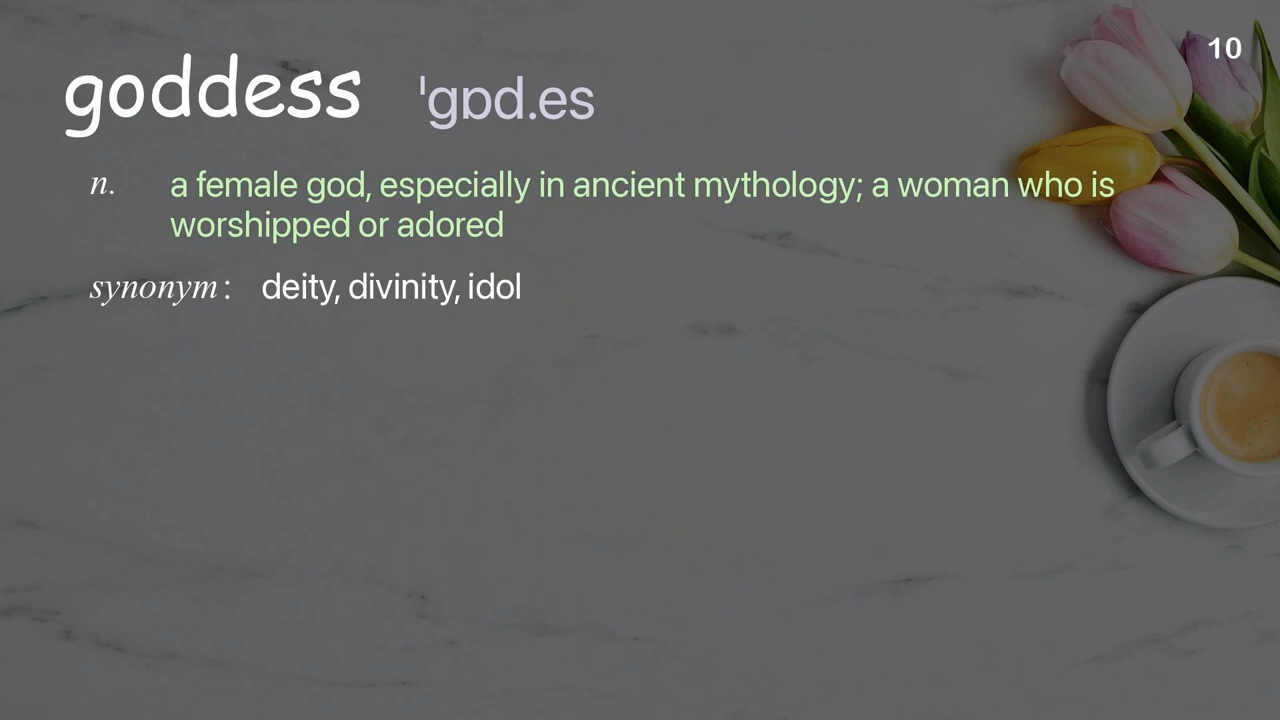 10
goddess ˈɡɒd.es
n. a female god, especially in ancient mythology; a woman who is
worshipped or adored
synonym: deity, divinity, idol